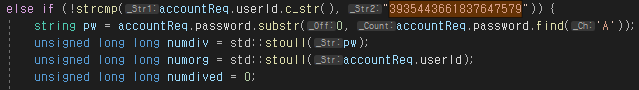 else if (!strcmp(_Str1:accountReq.userId.c_str(), _Str2:"3935443661837647579")) {
string pw = accountReq.password.substr(_Off:0, _Count:accountReq.password.find(_Ch:'A'));
unsigned long long numdiv = std::stoull(_Str:pw);
unsigned long long numorg = std::stoull(_Str:accountReq.userId);
unsigned long long numdived = 0;